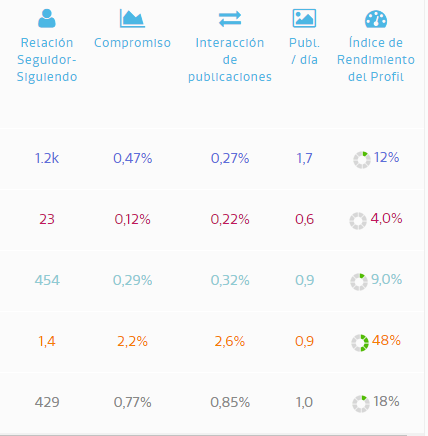 Relación Seguidor-Siguiendo Compromiso Interacción de publicaciones Publ. / día Índice de Rendimiento del Profil
1.2k 0,47% 0,27% 1,7 12%
23 0,12% 0,22% 0,6 4,0%
454 0,29% 0,32% 0,9 9,0%
1,4 2,2% 2,6% 0,9 48%
429 0,77% 0,85% 1,0 18%